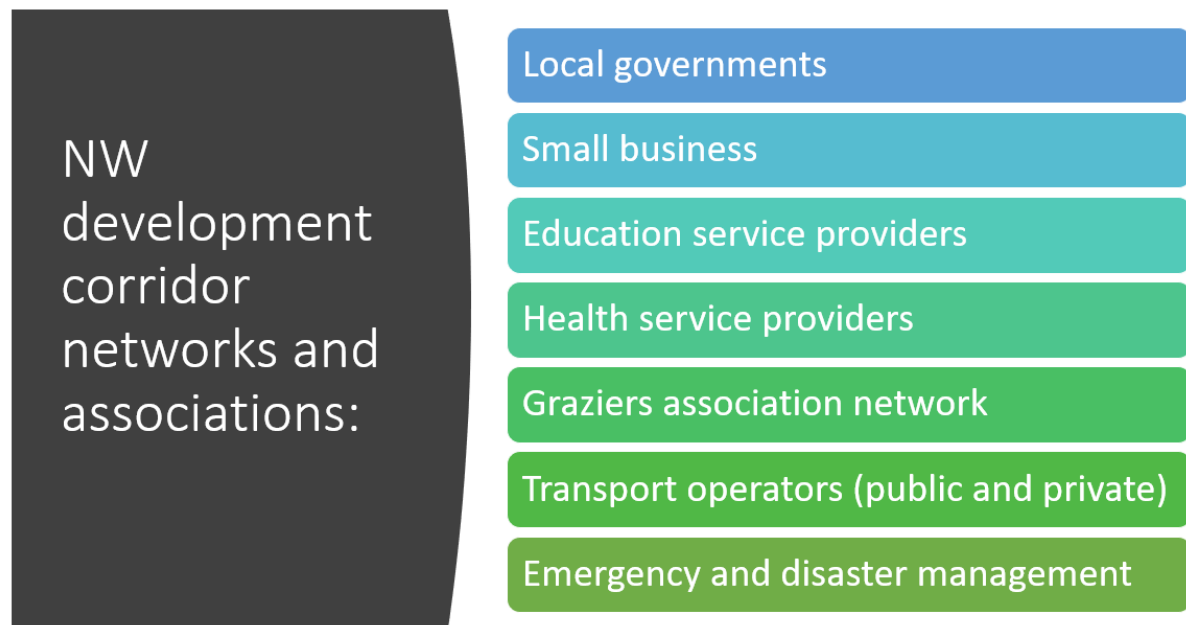 NW
development
corridor
networks and
associations:
Local governments
Small business
Education service providers
Health service providers
Graziers association network
Transport operators (public and private)
Emergency and disaster management